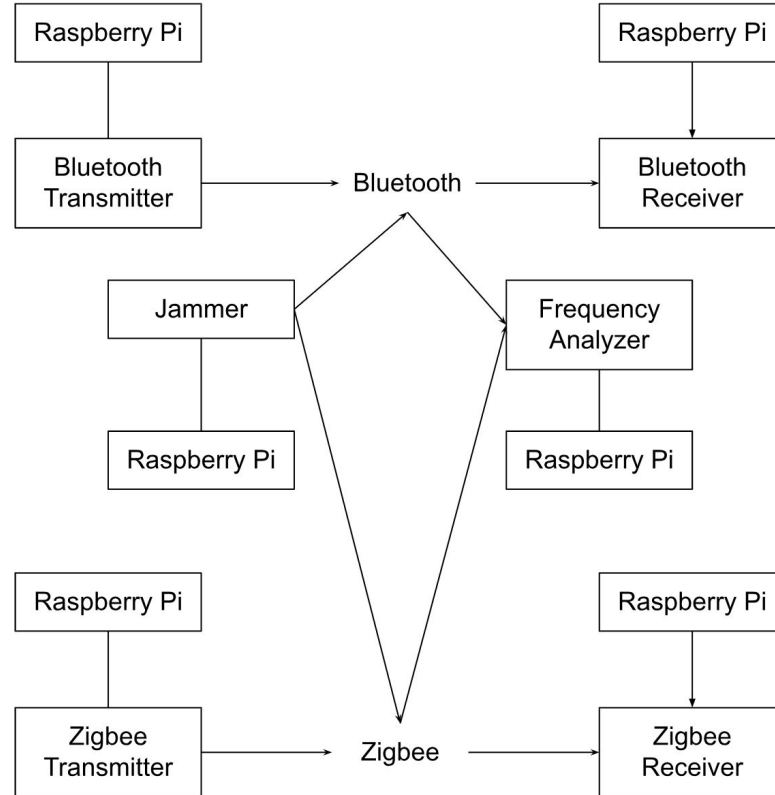 Raspberry Pi
Raspberry Pi
Bluetooth
Transmitter
Bluetooth
Bluetooth
Receiver
Jammer
Frequency
Analyzer
Raspberry Pi
Raspberry Pi
Raspberry Pi
Raspberry Pi
Zigbee
Transmitter
Zigbee
Zigbee
Receiver